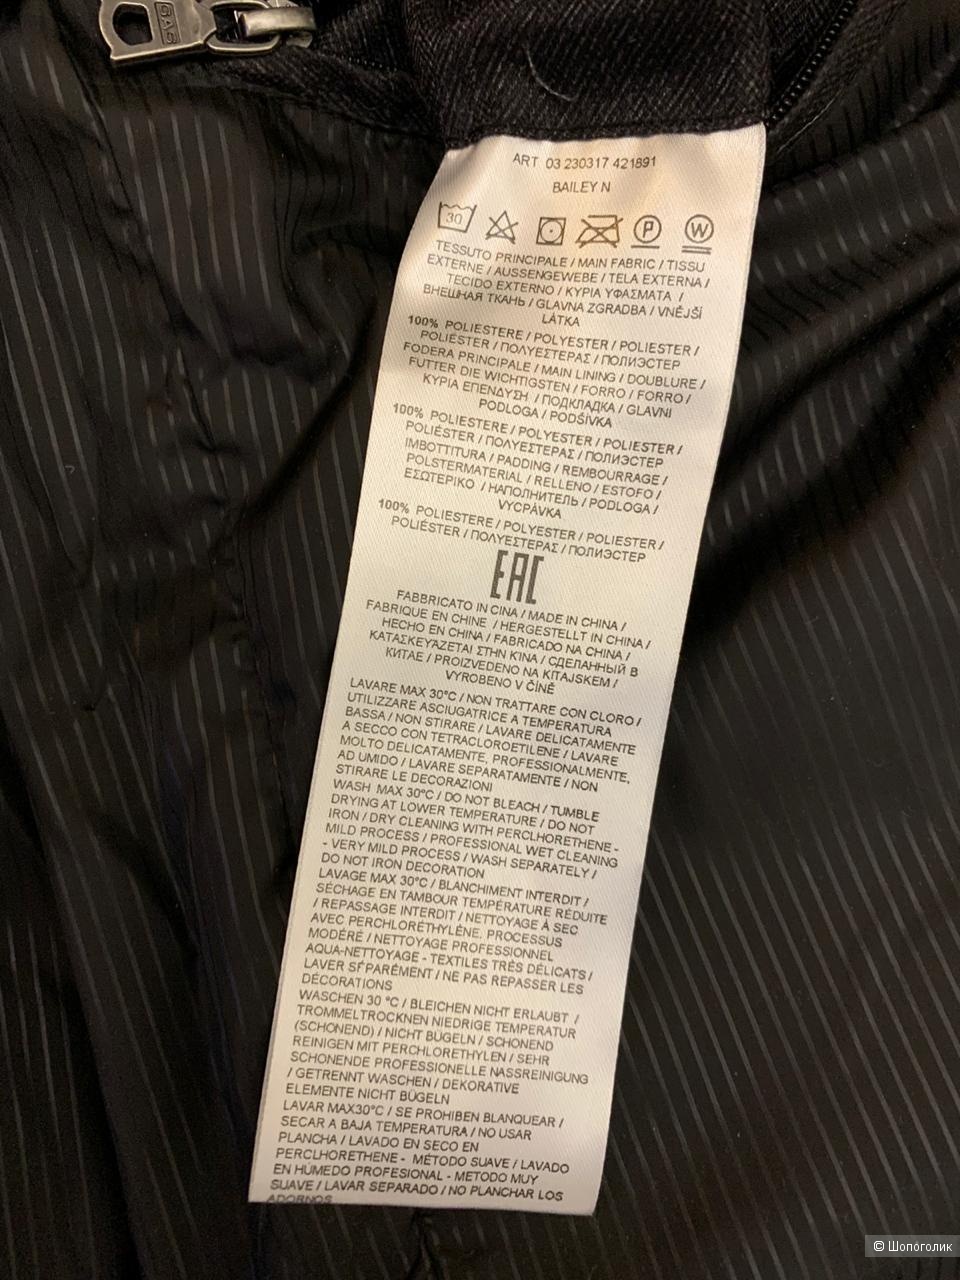 GAS
ART 03 230317 421891
BAILEY N
30 P W
TESSUTO PRINCIPALE / MAIN FABRIC / TISSU
EXTERNE / AUSSENGEWEBE / TELA EXTERNA /
TECIDO EXTERNO / ΚΥΡΙΑ ΥΦΑΣΜΑΤΑ /
ВНЕШНАЯ ТКАНЬ / GLAVNA ZGRADBA / VNĚJŠÍ
LÁTKA
100% POLIESTERE / POLYESTER / POLIESTER /
POLIÉSTER / ΠΟΛΥΕΣΤΕΡΑΣ / ПОЛИЭСТЕР
FODERA PRINCIPALE / MAIN LINING / DOUBLURE /
FUTTER DIE WICHTIGSTEN / FORRO / FORRO /
ΚΥΡΙΑ ΕΠΕΝΔΥΣΗ / ПОДКЛАДКА / GLAVNI
PODLOGA / PODŠÍVKA
100% POLIESTERE / POLYESTER / POLIESTER /
POLIÉSTER / ΠΟΛΥΕΣΤΕΡΑΣ / ПОЛИЭСТЕР
IMBOTTITURA / PADDING / REMBOURRAGE /
POLSTERMATERIAL / RELLENO / ESTOFO /
ΕΣΩΤΕΡΙΚΟ / НАПОЛНИТЕЛЬ / PODLOGA /
VYCPÁVKA
100% POLIESTERE / POLYESTER / POLIESTER /
POLIÉSTER / ΠΟΛΥΕΣΤΕΡΑΣ / ПОЛИЭСТЕР
EAC
FABBRICATO IN CINA / MADE IN CHINA /
FABRIQUE EN CHINE / HERGESTELLT IN CHINA /
HECHO EN CHINA / FABRICADO NA CHINA /
ΚΑΤΑΣΚΕΥΆΖΕΤΑΙ ΣΤΗΝ ΚΊΝΑ / СДЕЛАННЫЙ В
КИТАЕ / PROIZVEDENO NA KITAJSKEM /
VYROBENO V ČÍNĚ
LAVARE MAX 30°C / NON TRATTARE CON CLORO /
UTILIZZARE ASCIUGATRICE A TEMPERATURA
BASSA / NON STIRARE / LAVARE DELICATAMENTE
A SECCO CON TETRACLOROETILENE / LAVARE
MOLTO DELICATAMENTE, PROFESSIONALMENTE,
AD UMIDO / LAVARE SEPARATAMENTE / NON
STIRARE LE DECORAZIONI
WASH MAX 30°C / DO NOT BLEACH / TUMBLE
DRYING AT LOWER TEMPERATURE / DO NOT
IRON / DRY CLEANING WITH PERCLHORETHENE -
MILD PROCESS / PROFESSIONAL WET CLEANING
- VERY MILD PROCESS / WASH SEPARATELY /
DO NOT IRON DECORATION
LAVAGE MAX 30°C / BLANCHIMENT INTERDIT /
SÉCHAGE EN TAMBOUR TEMPÉRATURE RÉDUITE
/ REPASSAGE INTERDIT / NETTOYAGE À SEC
AVEC PERCHLORÉTHYLÈNE. PROCESSUS
MODÉRÉ / NETTOYAGE PROFESSIONNEL
AQUA-NETTOYAGE - TEXTILES TRÉS DÉLICATS /
LAVER SÉPARÉMENT / NE PAS REPASSER LES
DÉCORATIONS
WASCHEN 30 °C / BLEICHEN NICHT ERLAUBT /
TROMMELTROCKNEN NIEDRIGE TEMPERATUR
(SCHONEND) / NICHT BÜGELN / SCHONEND
REINIGEN MIT PERCHLORETHYLEN / SEHR
SCHONENDE PROFESSIONELLE NASSREINIGUNG
/ GETRENNT WASCHEN / DEKORATIVE
ELEMENTE NICHT BÜGELN
LAVAR MAX30°C / SE PROHIBEN BLANQUEAR /
SECAR A BAJA TEMPERATURA / NO USAR
PLANCHA / LAVADO EN SECO EN
PERCLHORETHENE - MÉTODO SUAVE / LAVADO
EN HÚMEDO PROFESIONAL - METODO MUY
SUAVE / LAVAR SEPARADO / NO PLANCHAR LOS
ADORNOS
© Шопоголик